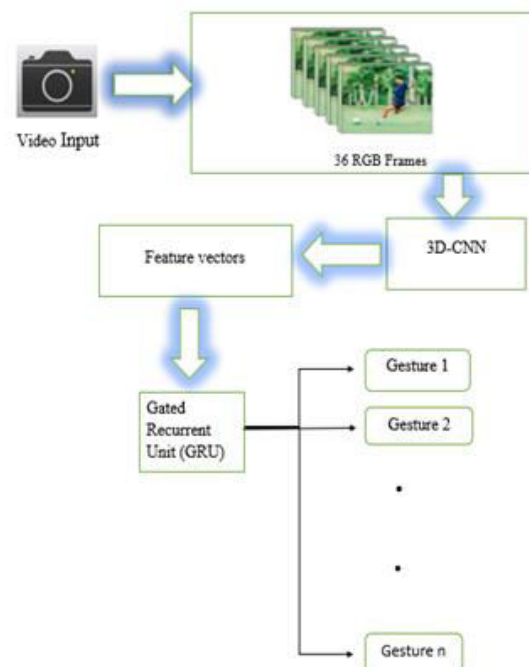 Video Input
36 RGB Frames
3D-CNN
Feature vectors
Gated
Recurrent
Unit (GRU)
Gesture 1
Gesture 2
Gesture n